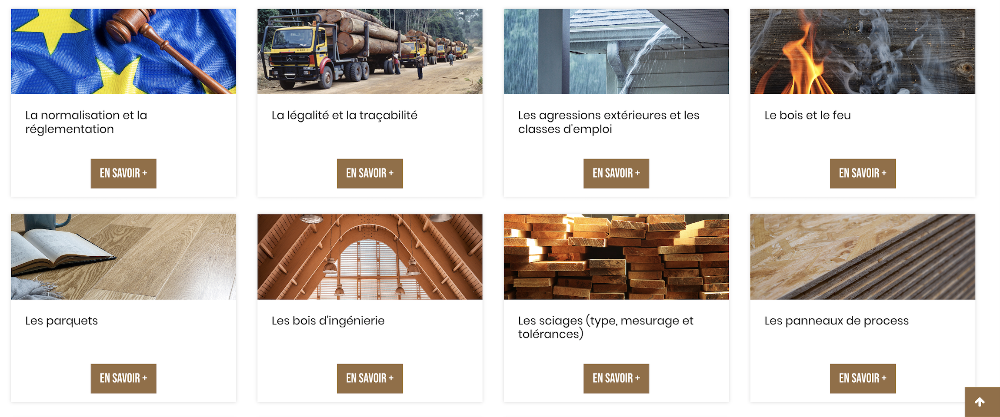 La normalisation et la
réglementation
EN SAVOIR +
La légalité et la traçabilité
EN SAVOIR +
Les agressions extérieures et les
classes d'emploi
EN SAVOIR +
Le bois et le feu
EN SAVOIR +
Les parquets
EN SAVOIR +
Les bois d'ingénierie
EN SAVOIR +
Les sciages (type, mesurage et
tolérances)
EN SAVOIR +
Les panneaux de process
EN SAVOIR +